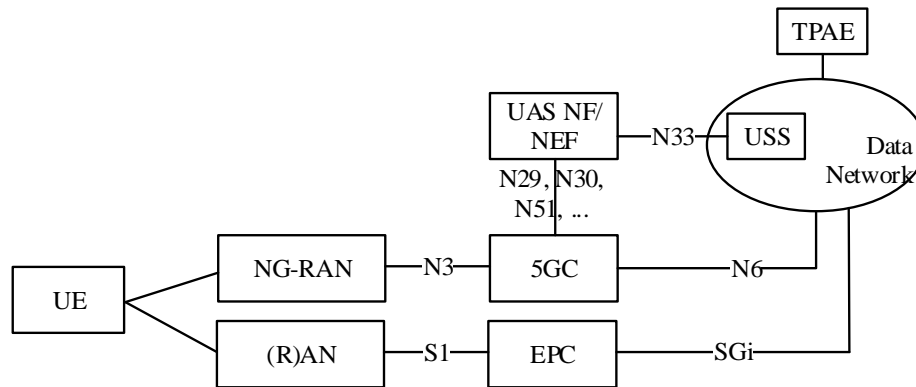 TPAE
UAS NF/
NEF
N33
USS
Data
Network
N29, N30,
N51, ...
NG-RAN
N3
5GC
N6
UE
(R)AN
S1
EPC
SGi